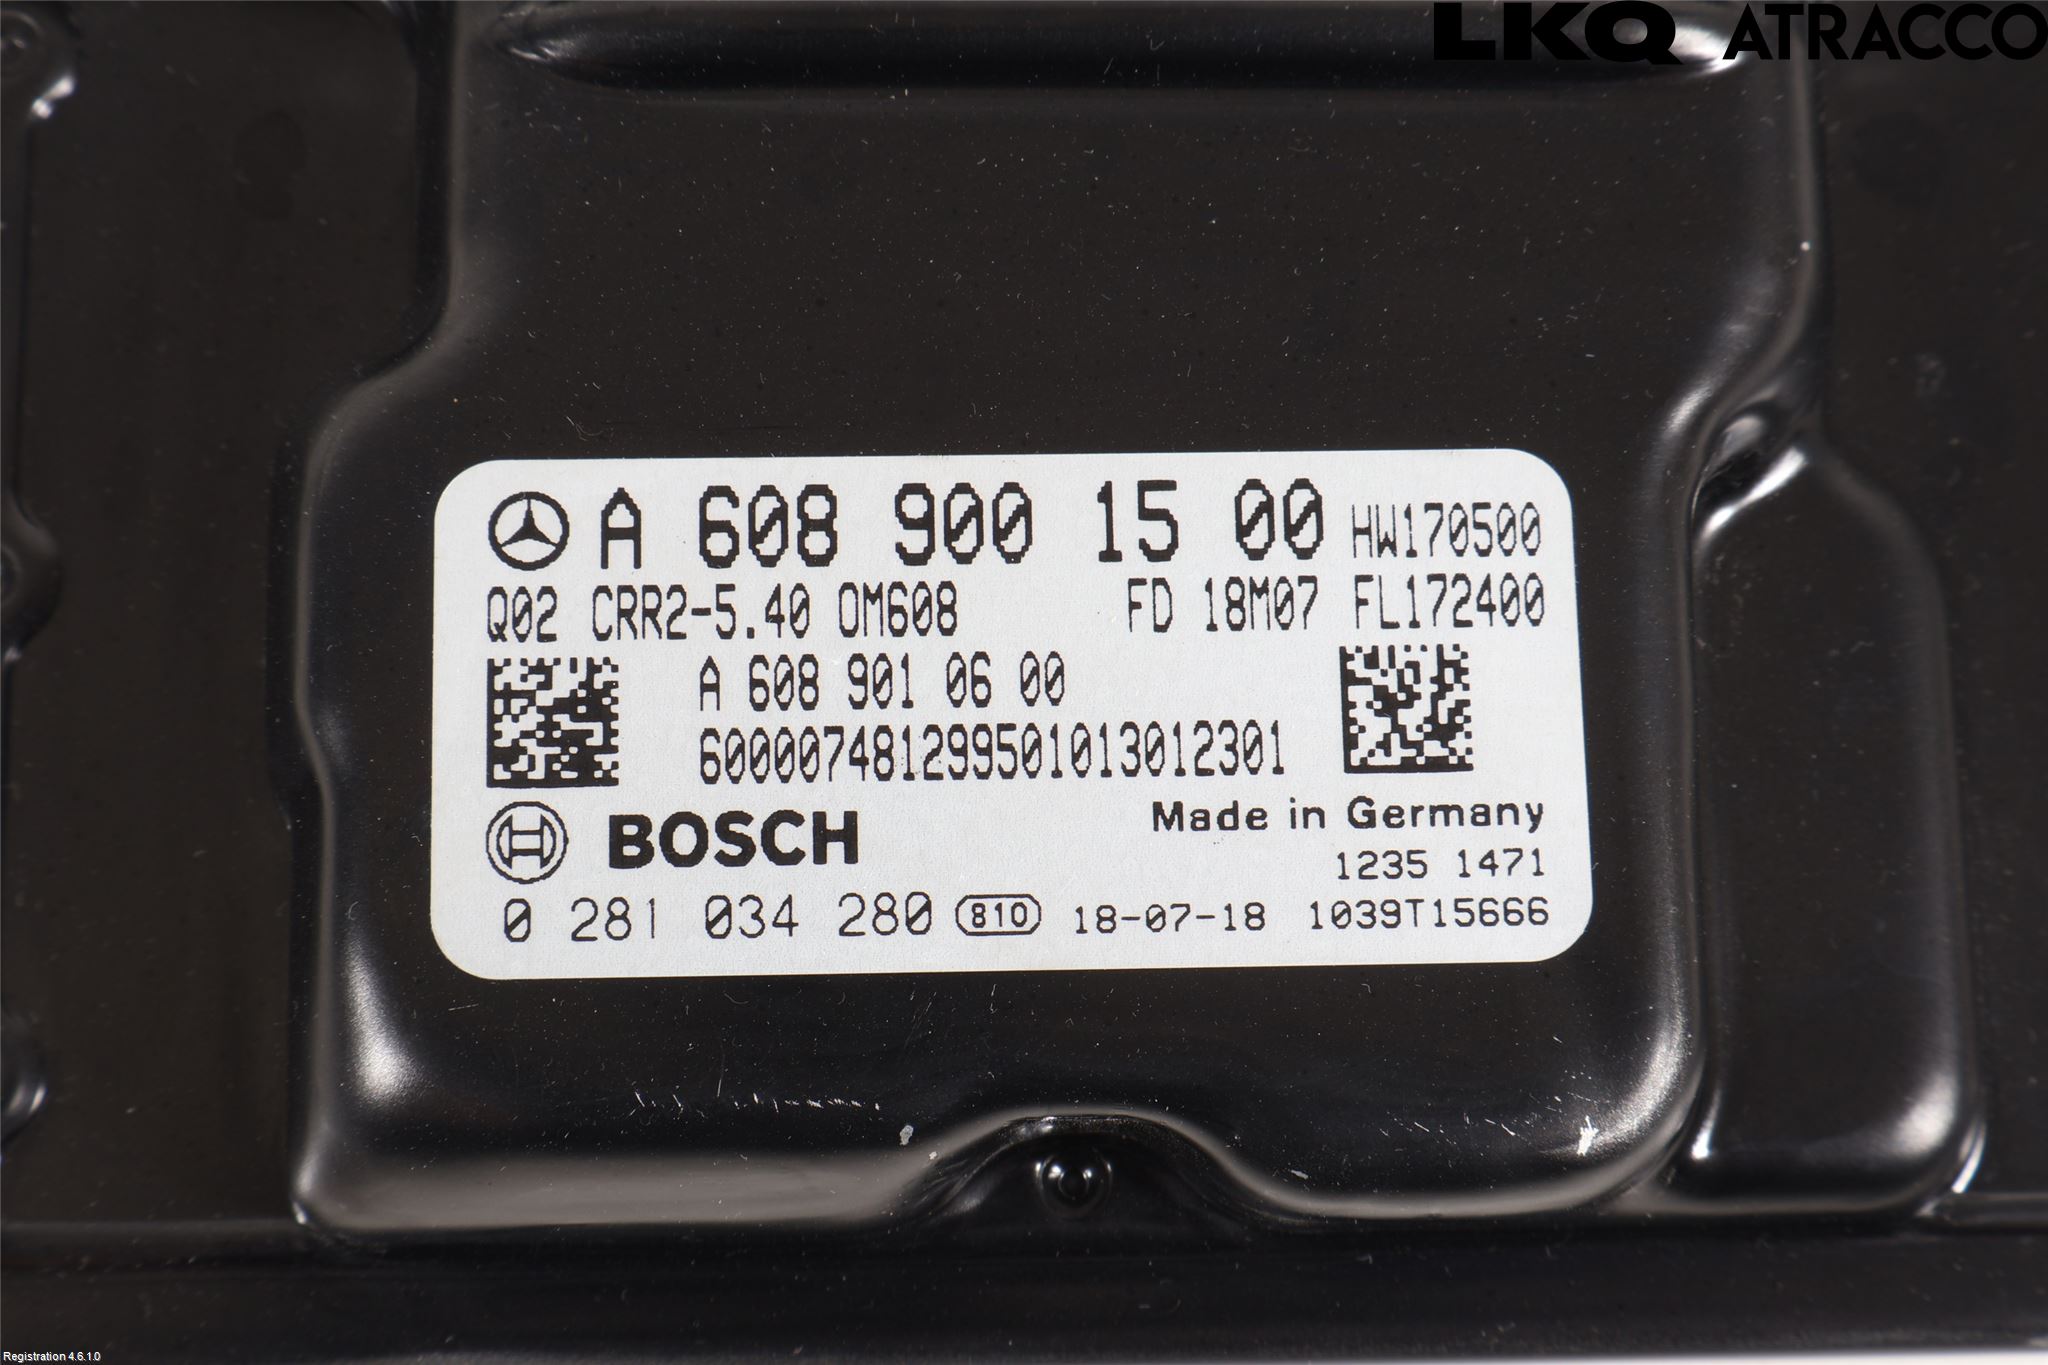 LKQ ATRACCO
A 608 900 15 00 HW170500
Q02 CRR2-5.40 OM608 FD 18M07 FL172400
A 608 901 06 00
600007481299501013012301
BOSCH Made in Germany
1235 1471
0 281 034 280 810 18-07-18 1039T15666
Registration 4.6.1.0